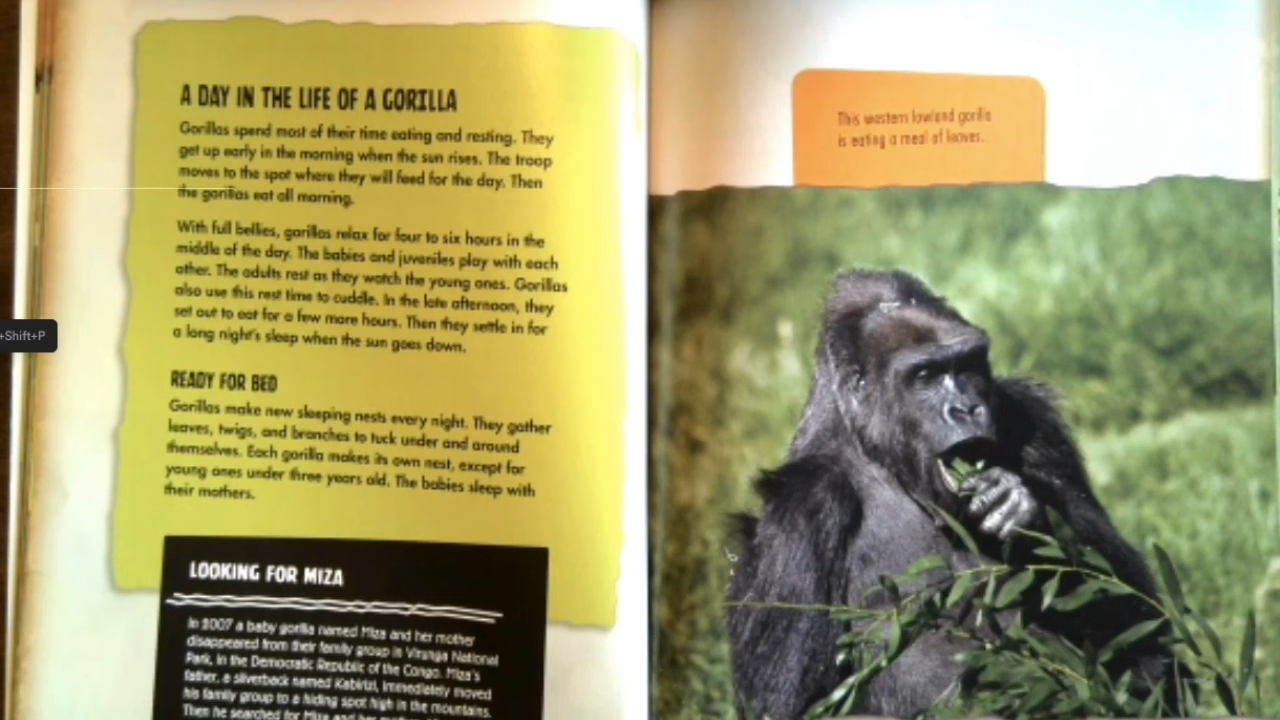 A DAY IN THE LIFE OF A GORILLA
Gorillas spend most of their time eating and resting. They
get up early in the morning when the sun rises. The troop
moves to the spot where they will feed for the day. Then
the gorillas eat all morning.
With full bellies, gorillas relax for four to six hours in the
middle of the day. The babies and juveniles play with each
other. The adults rest as they watch the young ones. Gorillas
also use this rest time to cuddle. In the late afternoon, they
set out to eat for a few more hours. Then they settle in for
a long night's sleep when the sun goes down.
READY FOR BED
Gorillas make new sleeping nests every night. They gather
leaves, twigs, and branches to tuck under and around
themselves. Each gorilla makes its own nest, except for
young ones under three years old. The babies sleep with
their mothers.
LOOKING FOR MIZA
In 2007 a baby gorilla named Miza and her mother
disappeared from their family group in Virunga National
Park, in the Democratic Republic of the Congo. Miza's
father, a silverback named Kabirizi, immediately moved
his family group to a hiding spot high in the mountains.
Then he searched for Miza and her
This western lowland gorilla
is eating a meal of leaves.
+Shift+P